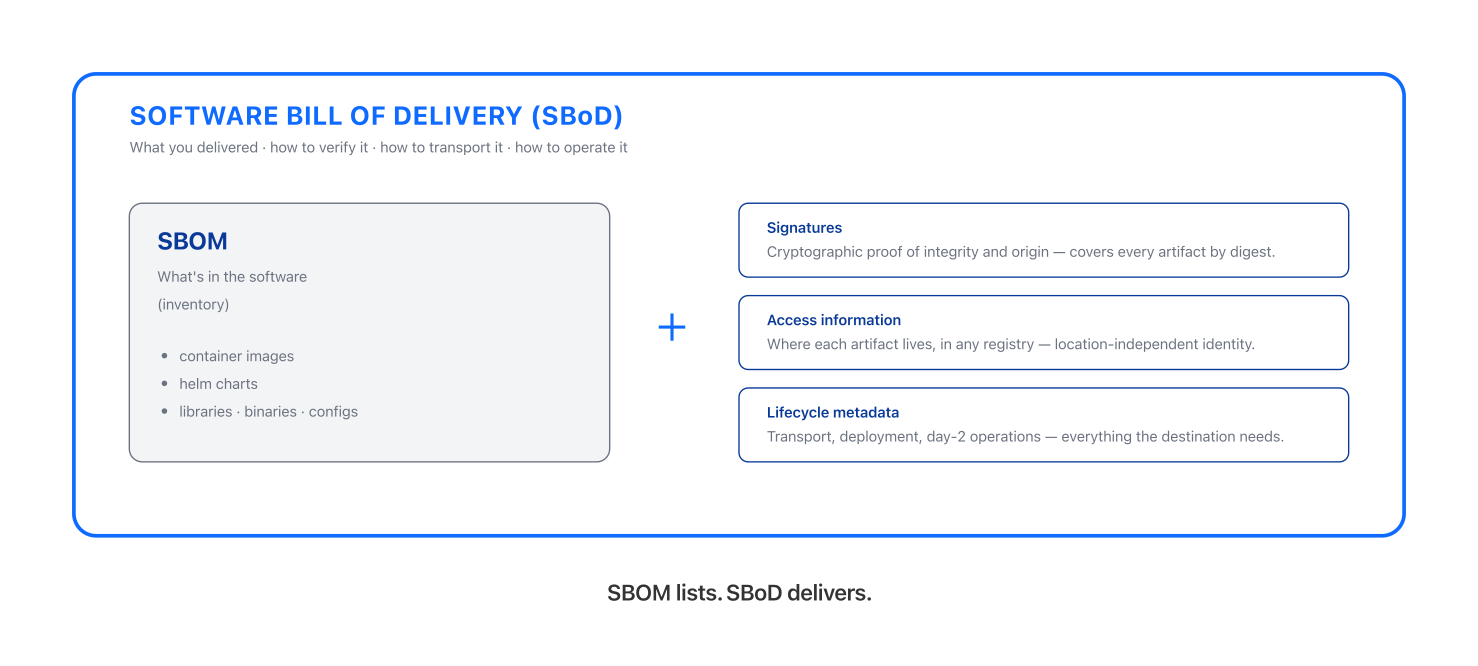 SOFTWARE BILL OF DELIVERY (SBoD)
What you delivered · how to verify it · how to transport it · how to operate it
SBOM
What's in the software
(inventory)
• container images
• helm charts
• libraries · binaries · configs
+
Signatures
Cryptographic proof of integrity and origin — covers every artifact by digest.
Access information
Where each artifact lives, in any registry — location-independent identity.
Lifecycle metadata
Transport, deployment, day-2 operations — everything the destination needs.
SBOM lists. SBoD delivers.